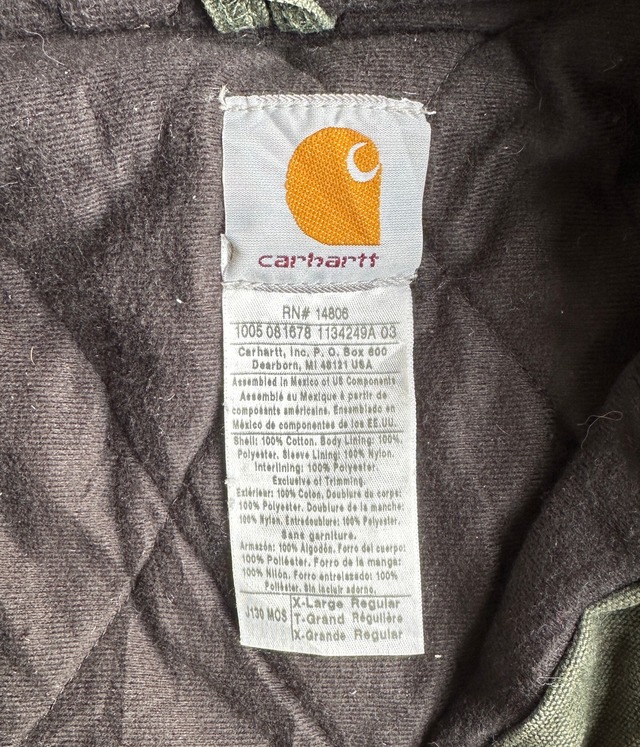 carhartt
RN# 14806
1005 081678 1134249A 03
Carhartt, Inc. P. O. Box 600
Dearborn, MI 48121 USA
Assembled in Mexico of US Components
Assemblé au Mexique à partir de
composants américains. Ensamblado en
México de componentes de los EE.UU.
Shell: 100% Cotton. Body Lining: 100%.
Polyester. Sleeve Lining: 100% Nylon.
Interlining: 100% Polyester.
Exclusive of Trimming.
Extérieur: 100% Coton. Doublure du corps:
100% Polyester. Doublure de la manche:
100% Nylon. Entredoublure: 100% Polyester.
Sans garniture.
Armazón: 100% Algodón. Forro del cuerpo:
100% Poliéster. Forro de la manga:
100% Nilón. Forro entrelazado: 100%
Poliéster. Sin incluir adorno.
J130 MOS
X-Large Regular
T-Grand Régulière
X-Grande Regular